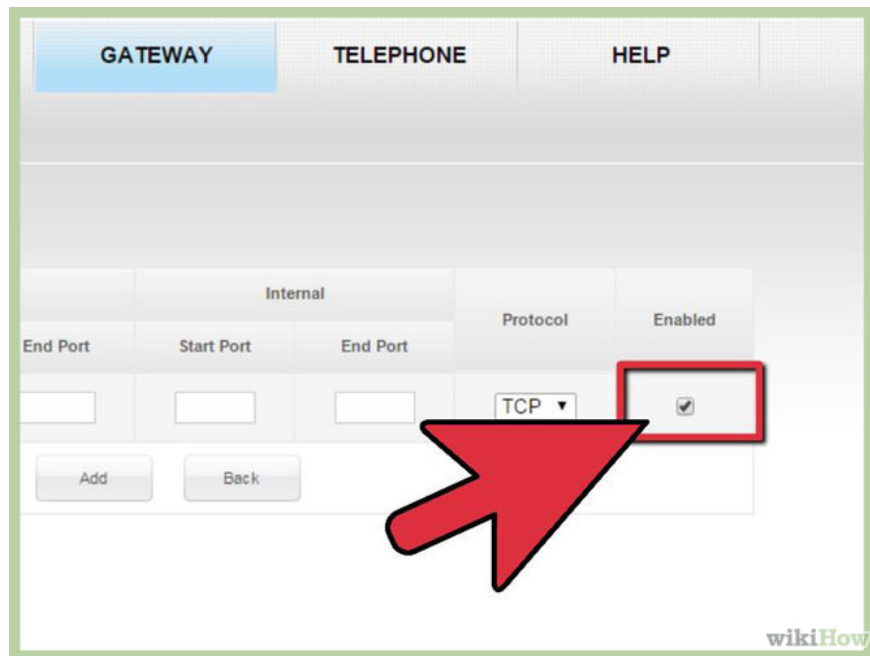 GATEWAY TELEPHONE HELP
Internal Protocol Enabled
End Port Start Port End Port
TCP
Add Back
wikiHow